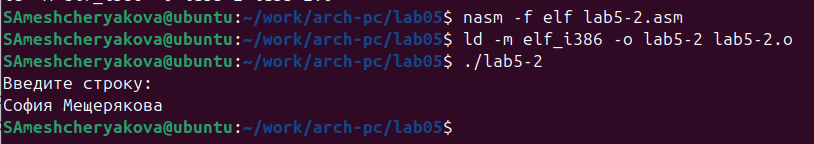 SAmeshcheryakova@ubuntu:~/work/arch-pc/lab05$ nasm -f elf lab5-2.asm
SAmeshcheryakova@ubuntu:~/work/arch-pc/lab05$ ld -m elf_i386 -o lab5-2 lab5-2.o
SAmeshcheryakova@ubuntu:~/work/arch-pc/lab05$ ./lab5-2
Введите строку:
София Мещерякова
SAmeshcheryakova@ubuntu:~/work/arch-pc/lab05$